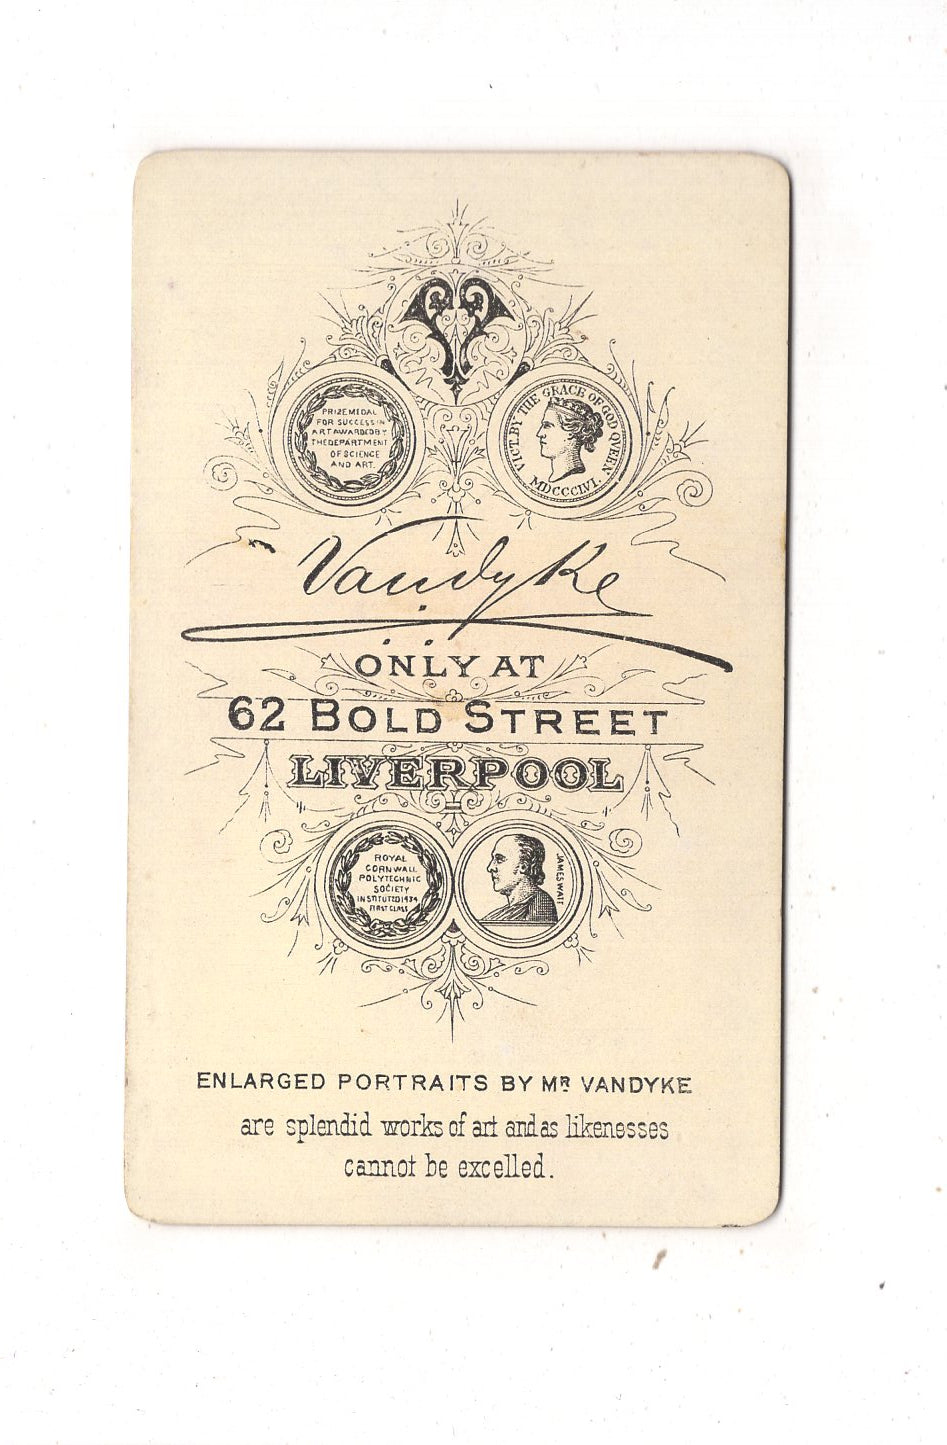 V
PRIZE MEDAL
FOR SUCCESS IN
ART AWARDED BY
THE DEPARTMENT
OF SCIENCE
AND ART.
VICT. BY THE GRACE OF GOD QVEEN.
MDCCCLVI.
Vandyke
ONLY AT
62 BOLD STREET
LIVERPOOL
ROYAL
CORNWALL
POLYTECHNIC
SOCIETY
INSTITUTED 1834
FIRST CLASS
JAMES WATT
ENLARGED PORTRAITS BY MR VANDYKE
are splendid works of art and as likenesses
cannot be excelled.